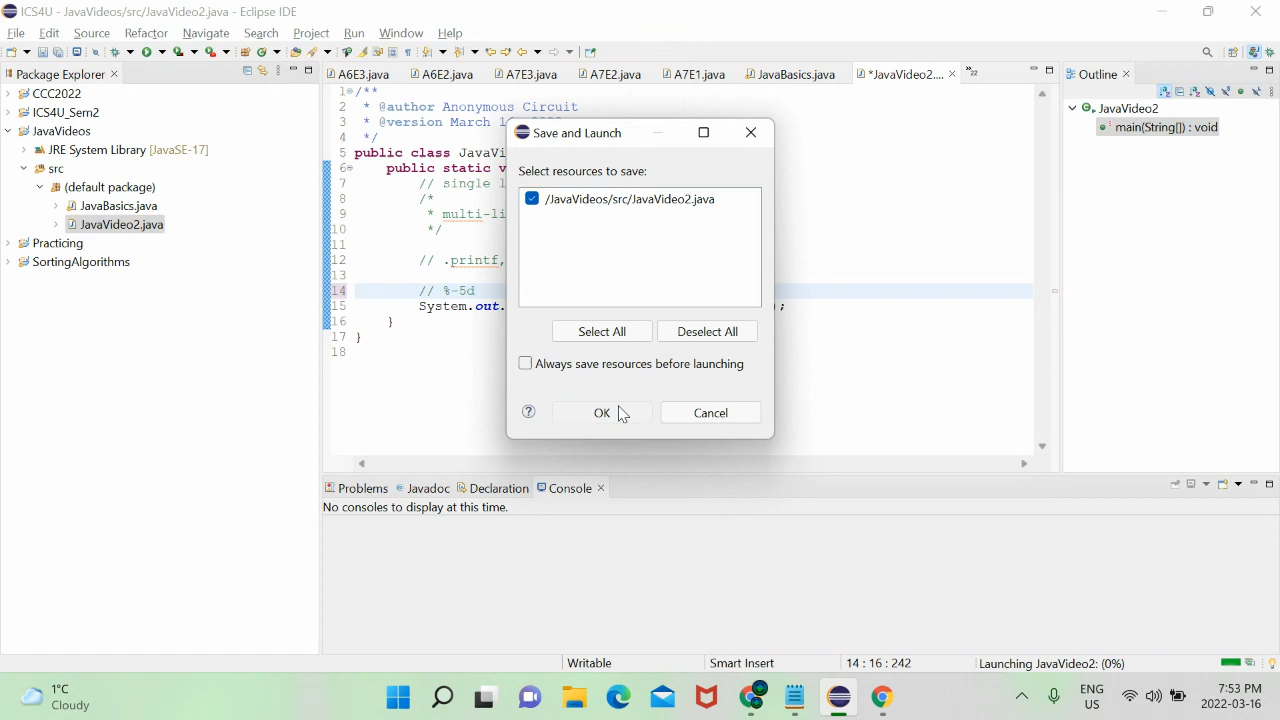 ICS4U - JavaVideos/src/JavaVideo2.java - Eclipse IDE
File Edit Source Refactor Navigate Search Project Run Window Help
Package Explorer
A6E3.java A6E2.java A7E3.java A7E2.java A7E1.java JavaBasics.java *JavaVideo2.... »22
Outline
CCC2022
ICS4U_Sem2
JavaVideos
JRE System Library [JavaSE-17]
src
(default package)
JavaBasics.java
JavaVideo2.java
Practicing
SortingAlgorithms
1 /**
2 * @author Anonymous Circuit
3 * @version March 1
4 */
5 public class JavaVi
6 public static v
7 // single l
8 /*
9 * multi-li
10 */
11
12 // .printf,
13
14 // %-5d
15 System.out. ;
16 }
17 }
18
Save and Launch
Select resources to save:
/JavaVideos/src/JavaVideo2.java
Select All Deselect All
Always save resources before launching
? OK Cancel
JavaVideo2
main(String[]) : void
Problems Javadoc Declaration Console
No consoles to display at this time.
Writable Smart Insert 14 : 16 : 242 Launching JavaVideo2: (0%)
1°C
Cloudy
ENG
US
7:53 PM
2022-03-16